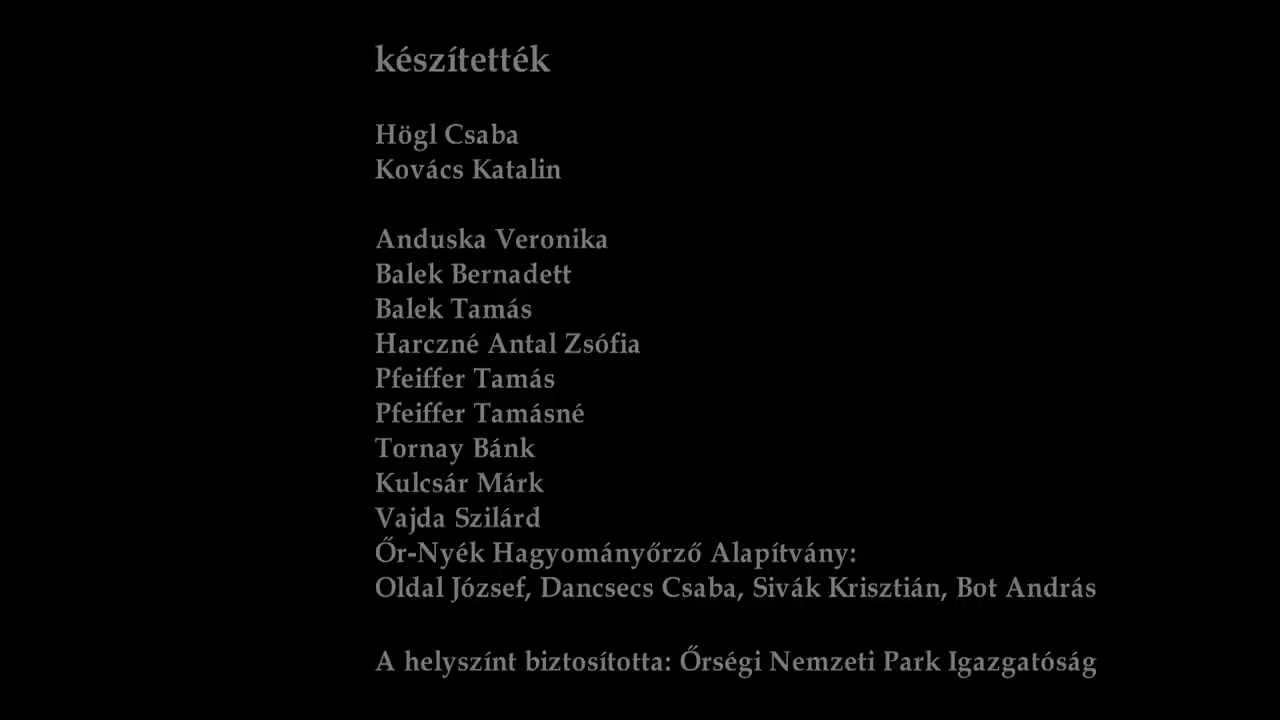 készítették
Högl Csaba
Kovács Katalin
Anduska Veronika
Balek Bernadett
Balek Tamás
Harczné Antal Zsófia
Pfeiffer Tamás
Pfeiffer Tamásné
Tornay Bánk
Kulcsár Márk
Vajda Szilárd
Őr-Nyék Hagyományőrző Alapítvány:
Oldal József, Dancsecs Csaba, Sivák Krisztián, Bot András
A helyszínt biztosította: Őrségi Nemzeti Park Igazgatóság